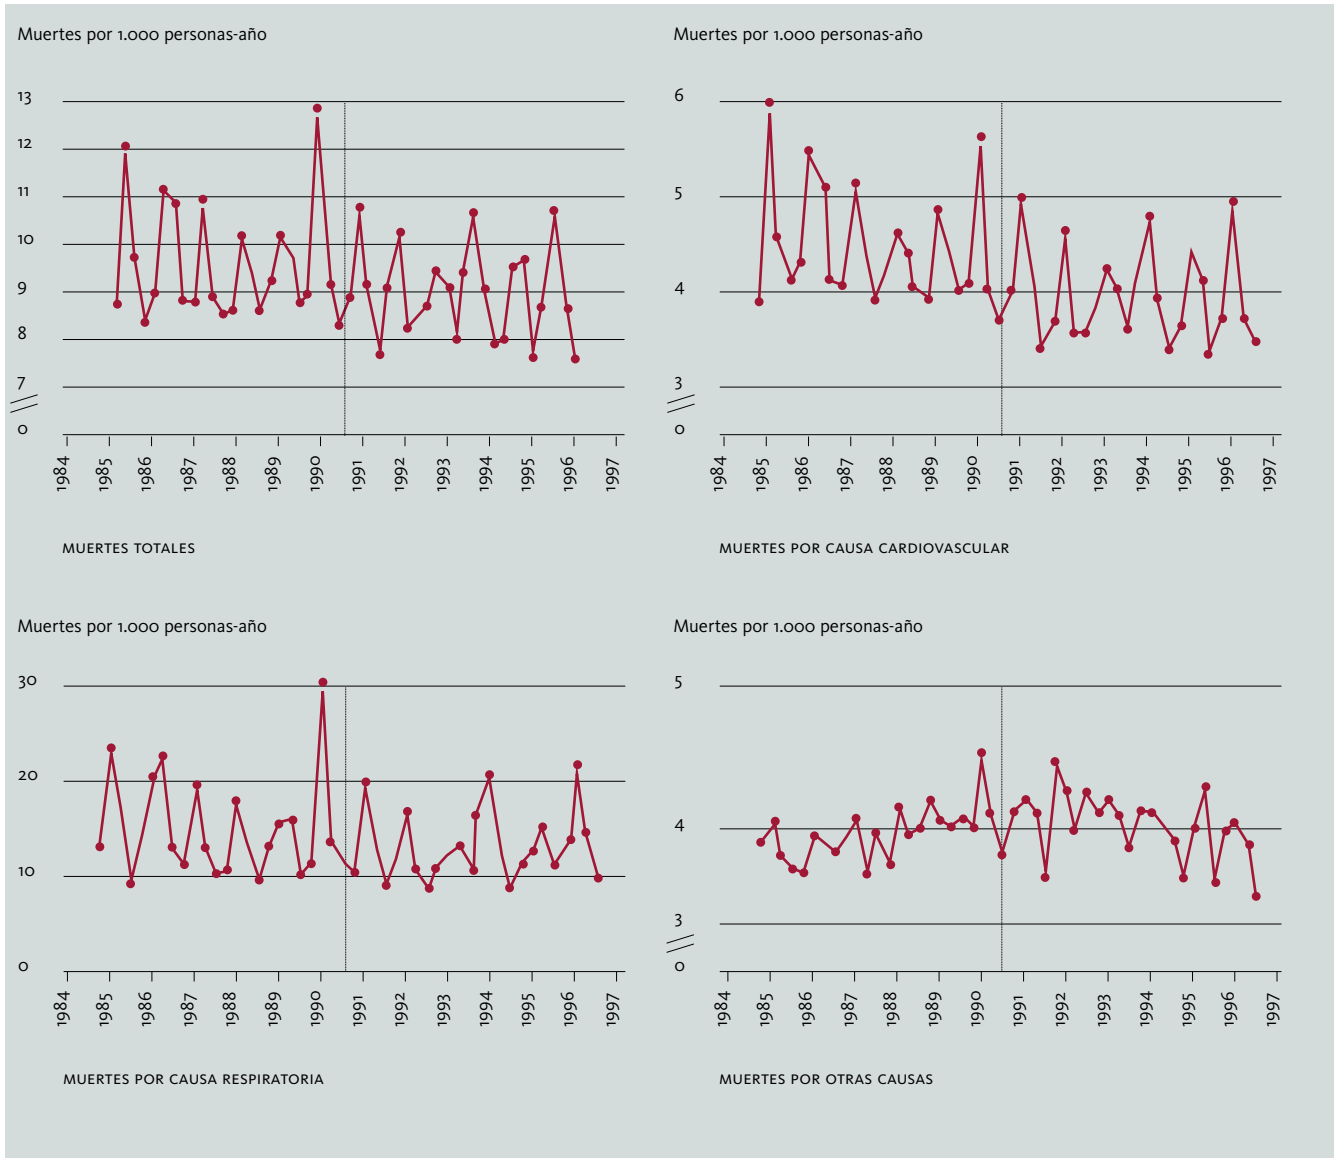 Muertes por 1.000 personas-año
13
12
11
10
9
8
7
0
1984 1985 1986 1987 1988 1989 1990 1991 1992 1993 1994 1995 1996 1997
MUERTES TOTALES
Muertes por 1.000 personas-año
6
5
4
3
0
1984 1985 1986 1987 1988 1989 1990 1991 1992 1993 1994 1995 1996 1997
MUERTES POR CAUSA CARDIOVASCULAR
Muertes por 1.000 personas-año
30
20
10
0
1984 1985 1986 1987 1988 1989 1990 1991 1992 1993 1994 1995 1996 1997
MUERTES POR CAUSA RESPIRATORIA
Muertes por 1.000 personas-año
5
4
3
0
1984 1985 1986 1987 1988 1989 1990 1991 1992 1993 1994 1995 1996 1997
MUERTES POR OTRAS CAUSAS